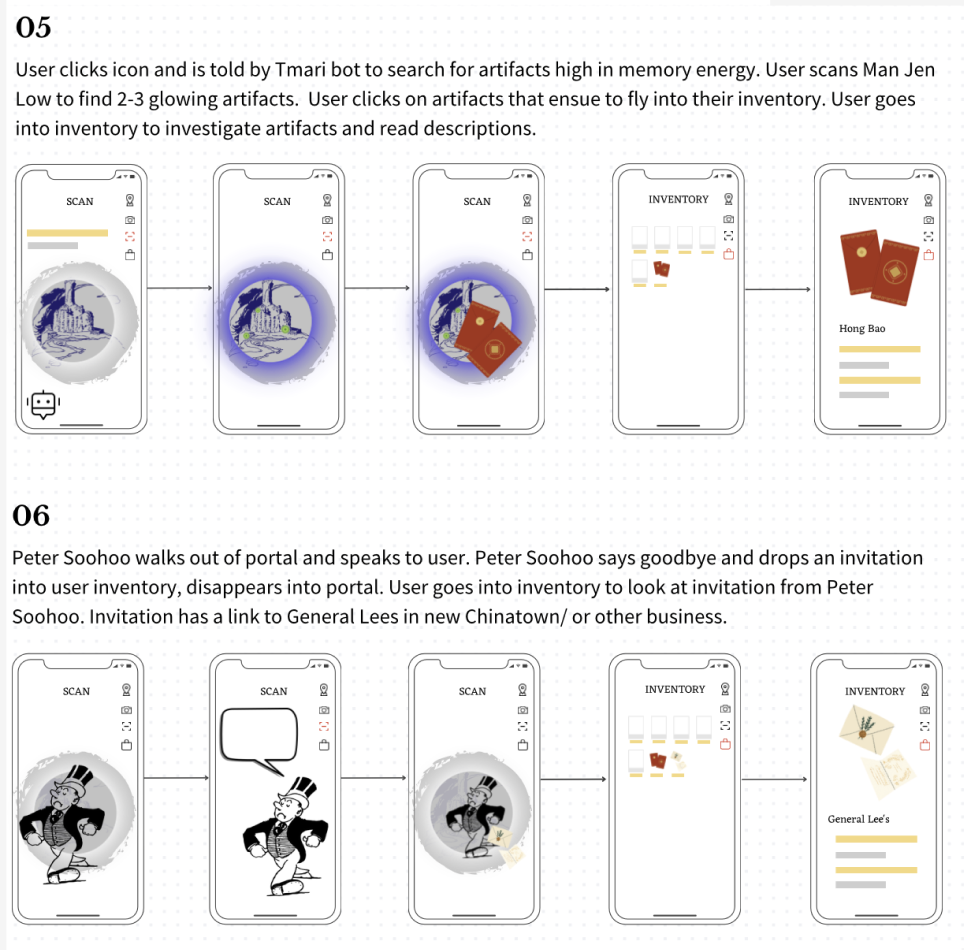 05
User clicks icon and is told by Tmari bot to search for artifacts high in memory energy. User scans Man Jen
Low to find 2-3 glowing artifacts.  User clicks on artifacts that ensue to fly into their inventory. User goes
into inventory to investigate artifacts and read descriptions.
SCAN
SCAN
SCAN
INVENTORY
INVENTORY
Hong Bao
06
Peter Soohoo walks out of portal and speaks to user. Peter Soohoo says goodbye and drops an invitation
into user inventory, disappears into portal. User goes into inventory to look at invitation from Peter
Soohoo. Invitation has a link to General Lees in new Chinatown/ or other business.
SCAN
SCAN
SCAN
INVENTORY
INVENTORY
General Lee's